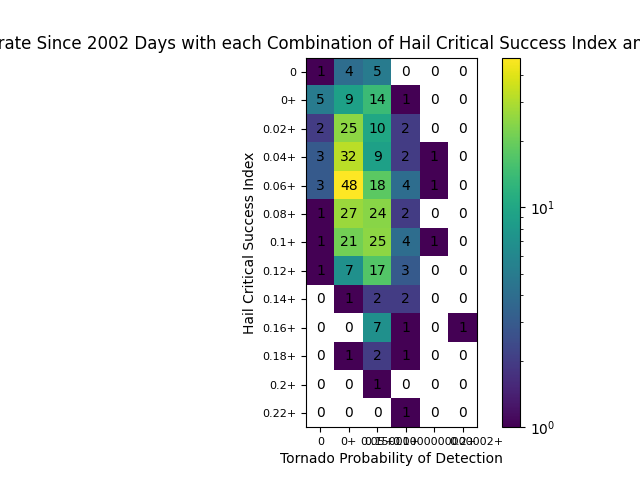 rate Since 2002 Days with each Combination of Hail Critical Success Index an
0 1 4 5 0 0 0
0+ 5 9 14 1 0 0
0.02+ 2 25 10 2 0 0
0.04+ 3 32 9 2 1 0
0.06+ 3 48 18 4 1 0
0.08+ 1 27 24 2 0 0
0.1+ 1 21 25 4 1 0
0.12+ 1 7 17 3 0 0
0.14+ 0 1 2 2 0 0
0.16+ 0 0 7 1 0 1
0.18+ 0 1 2 1 0 0
0.2+ 0 0 1 0 0 0
0.22+ 0 0 0 1 0 0
0 0+
Tornado Probability of Detection
Hail Critical Success Index
10^1
10^0